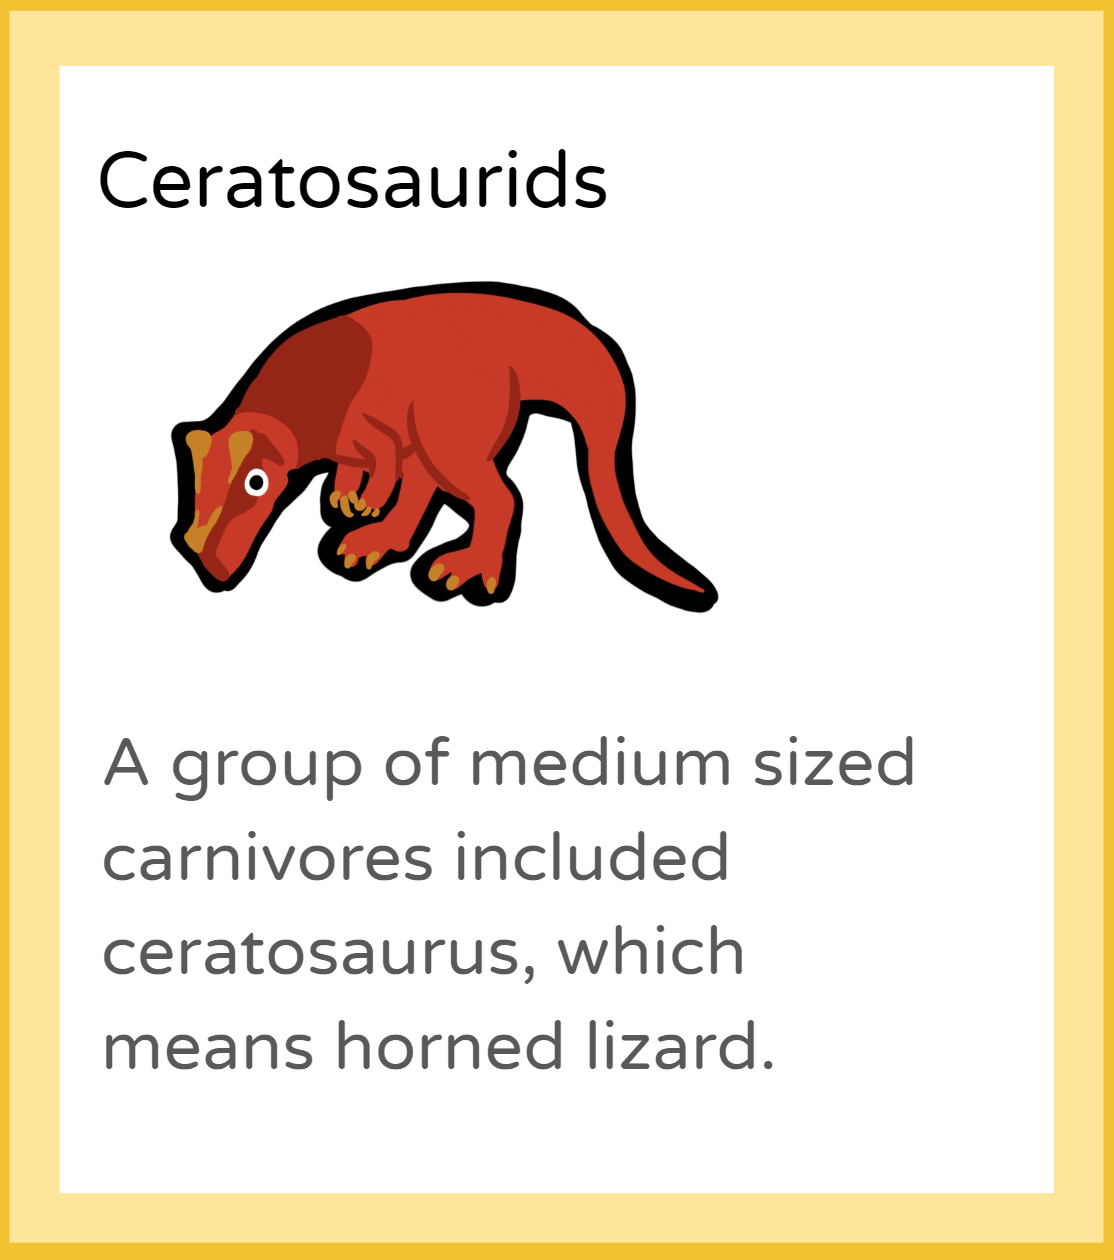 Ceratosaurids
A group of medium sized
carnivores included
ceratosaurus, which
means horned lizard.